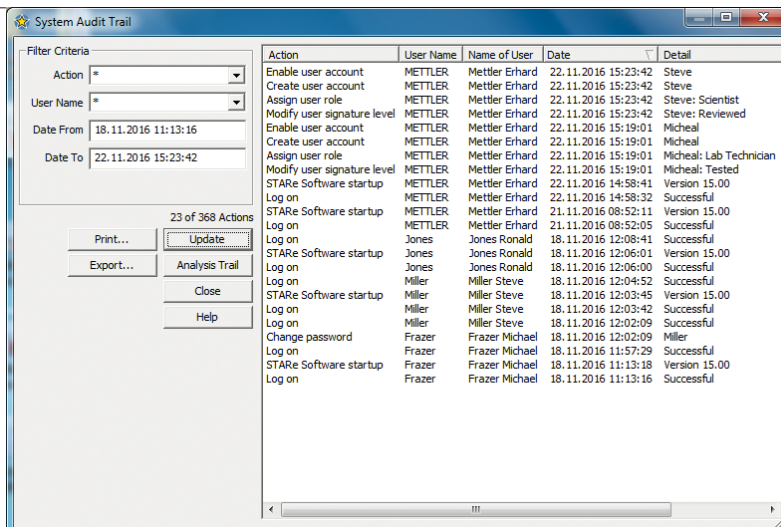 System Audit Trail
Filter Criteria
Action *
User Name *
Date From 18.11.2016 11:13:16
Date To 22.11.2016 15:23:42
23 of 368 Actions
Print... Update
Export... Analysis Trail
Close
Help
Action User Name Name of User Date Detail
Enable user account METTLER Mettler Erhard 22.11.2016 15:23:42 Steve
Create user account METTLER Mettler Erhard 22.11.2016 15:23:42 Steve
Assign user role METTLER Mettler Erhard 22.11.2016 15:23:42 Steve: Scientist
Modify user signature level METTLER Mettler Erhard 22.11.2016 15:23:42 Steve: Reviewed
Enable user account METTLER Mettler Erhard 22.11.2016 15:19:01 Micheal
Create user account METTLER Mettler Erhard 22.11.2016 15:19:01 Micheal
Assign user role METTLER Mettler Erhard 22.11.2016 15:19:01 Micheal: Lab Technician
Modify user signature level METTLER Mettler Erhard 22.11.2016 15:19:01 Micheal: Tested
STARe Software startup METTLER Mettler Erhard 22.11.2016 14:58:41 Version 15.00
Log on METTLER Mettler Erhard 22.11.2016 14:58:32 Successful
STARe Software startup METTLER Mettler Erhard 21.11.2016 08:52:11 Version 15.00
Log on METTLER Mettler Erhard 21.11.2016 08:52:05 Successful
Log on Jones Jones Ronald 18.11.2016 12:08:41 Successful
STARe Software startup Jones Jones Ronald 18.11.2016 12:06:01 Version 15.00
Log on Jones Jones Ronald 18.11.2016 12:06:00 Successful
Log on Miller Miller Steve 18.11.2016 12:04:52 Successful
STARe Software startup Miller Miller Steve 18.11.2016 12:03:45 Version 15.00
Log on Miller Miller Steve 18.11.2016 12:03:42 Successful
Log on Miller Miller Steve 18.11.2016 12:02:09 Successful
Change password Frazer Frazer Michael 18.11.2016 12:02:09 Miller
Log on Frazer Frazer Michael 18.11.2016 11:57:29 Successful
STARe Software startup Frazer Frazer Michael 18.11.2016 11:13:18 Version 15.00
Log on Frazer Frazer Michael 18.11.2016 11:13:16 Successful